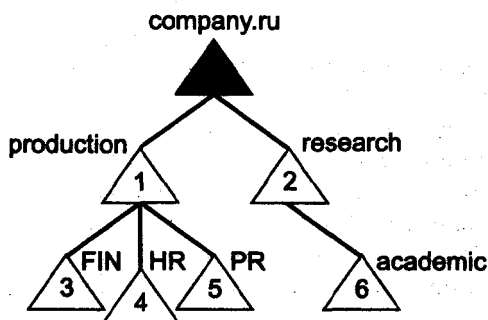 company.ru
production research
1 2
FIN HR PR academic
3 4 5 6